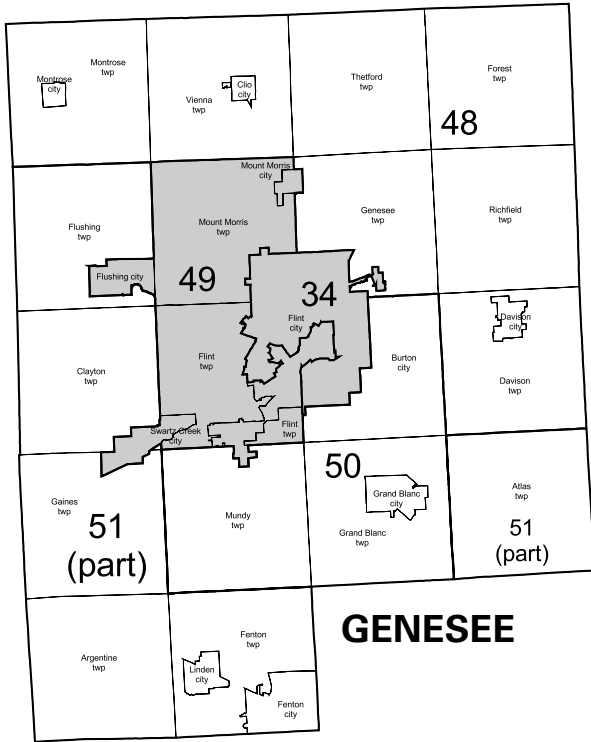 Montrose
city
Montrose
twp
Vienna
twp
Clio
city
Thetford
twp
Forest
twp
48
Flushing
twp
Mount Morris
city
Mount Morris
twp
Genesee
twp
Richfield
twp
Flushing city
49
34
Flint
city
Clayton
twp
Flint
twp
Burton
city
Davison
city
Davison
twp
Swartz Creek
city
Flint
twp
50
Gaines
twp
51
(part)
Mundy
twp
Grand Blanc
city
Grand Blanc
twp
Atlas
twp
51
(part)
GENESEE
Argentine
twp
Fenton
twp
Linden
city
Fenton
city